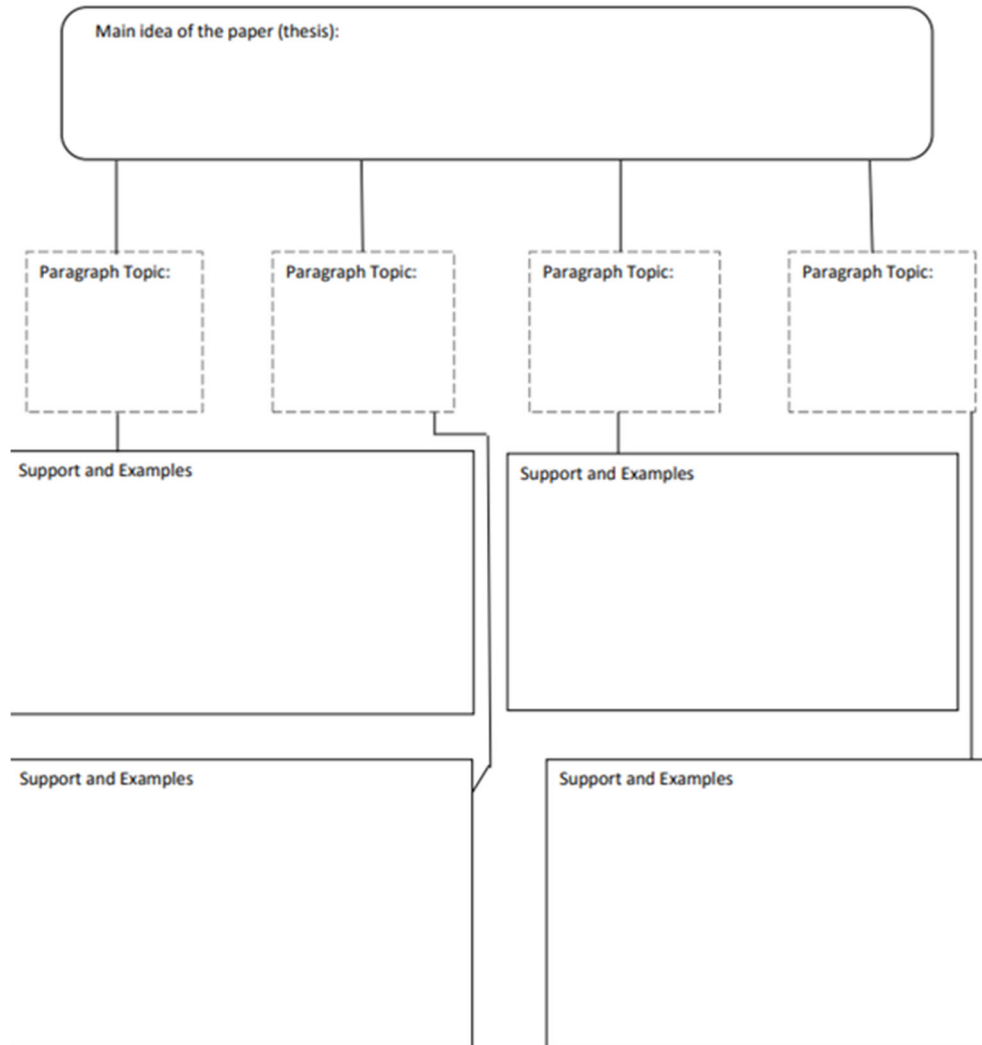 Main idea of the paper (thesis):
Paragraph Topic:
Paragraph Topic:
Paragraph Topic:
Paragraph Topic:
Support and Examples
Support and Examples
Support and Examples
Support and Examples